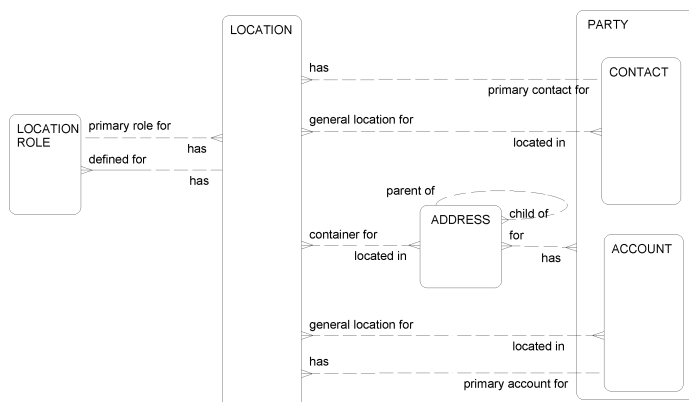 PARTY
LOCATION
has
CONTACT
primary contact for
general location for
LOCATION
ROLE
primary role for
has
located in
defined for
has
parent of
ADDRESS
child of
container for
for
located in
has
ACCOUNT
general location for
located in
has
primary account for